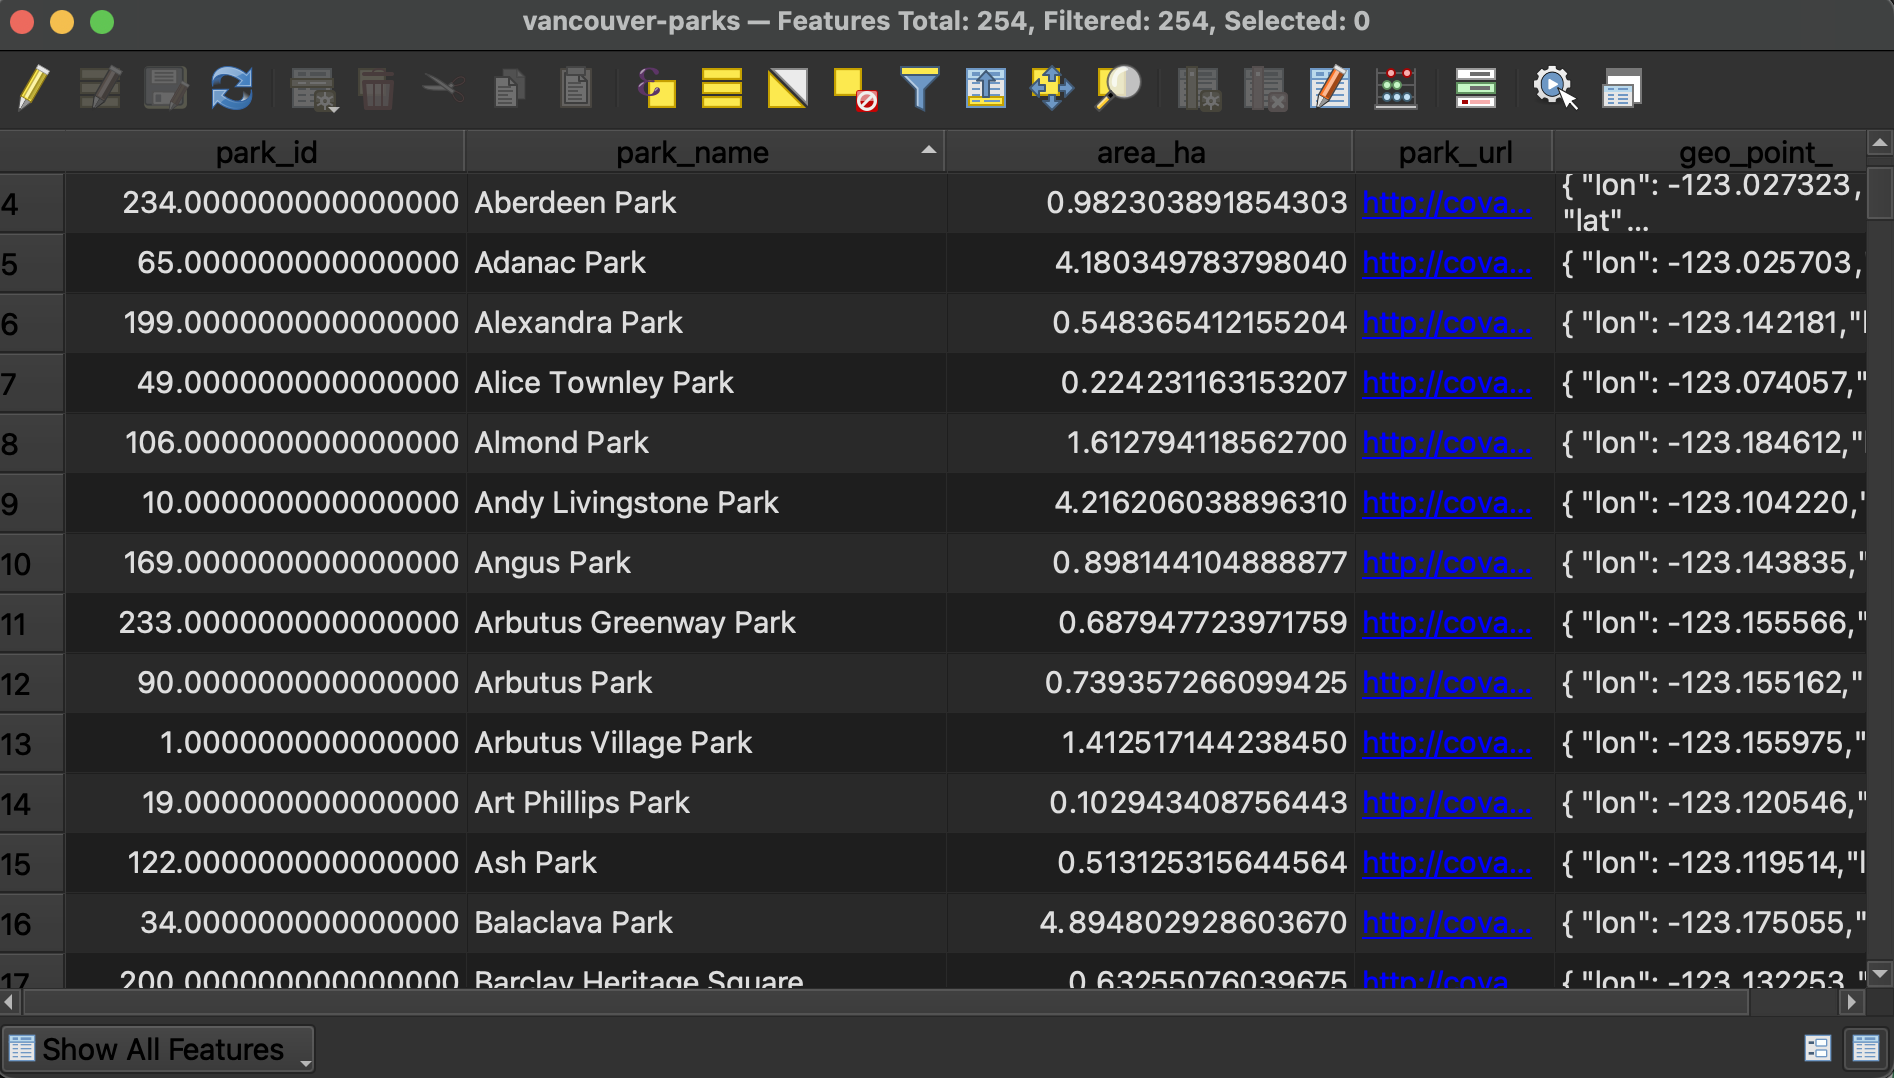 vancouver-parks — Features Total: 254, Filtered: 254, Selected: 0
park_id park_name area_ha park_url geo_point_
4 234.000000000000000 Aberdeen Park 0.982303891854303 http://cova... { "lon": -123.027323, "lat"...
5 65.000000000000000 Adanac Park 4.180349783798040 http://cova... { "lon": -123.025703,
6 199.000000000000000 Alexandra Park 0.548365412155204 http://cova... { "lon": -123.142181,"l
7 49.000000000000000 Alice Townley Park 0.224231163153207 http://cova... { "lon": -123.074057,"
8 106.000000000000000 Almond Park 1.612794118562700 http://cova... { "lon": -123.184612,"
9 10.000000000000000 Andy Livingstone Park 4.216206038896310 http://cova... { "lon": -123.104220,"
10 169.000000000000000 Angus Park 0.898144104888877 http://cova... { "lon": -123.143835,"
11 233.000000000000000 Arbutus Greenway Park 0.687947723971759 http://cova... { "lon": -123.155566,"
12 90.000000000000000 Arbutus Park 0.739357266099425 http://cova... { "lon": -123.155162,"
13 1.000000000000000 Arbutus Village Park 1.412517144238450 http://cova... { "lon": -123.155975,"
14 19.000000000000000 Art Phillips Park 0.102943408756443 http://cova... { "lon": -123.120546,"
15 122.000000000000000 Ash Park 0.513125315644564 http://cova... { "lon": -123.119514,"l
16 34.000000000000000 Balaclava Park 4.894802928603670 http://cova... { "lon": -123.175055,"
17 200.000000000000000 Barclay Heritage Square 0.63255076039675 http://cova... { "lon": -123.132253,"
Show All Features